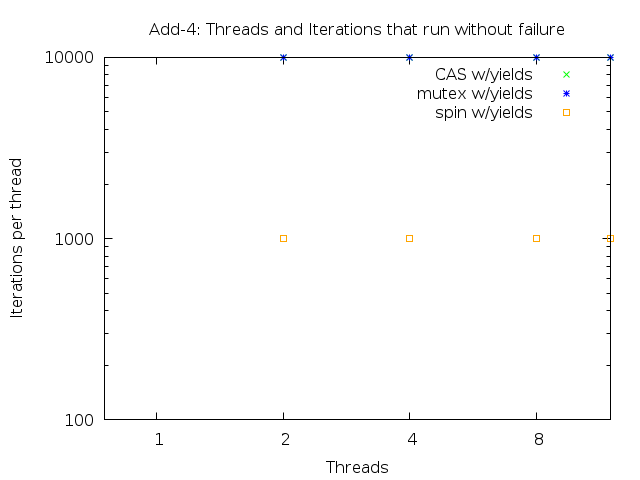 Add-4: Threads and Iterations that run without failure
10000
CAS w/yields
mutex w/yields
spin w/yields
Iterations per thread
1000
100
1 2 4 8
Threads